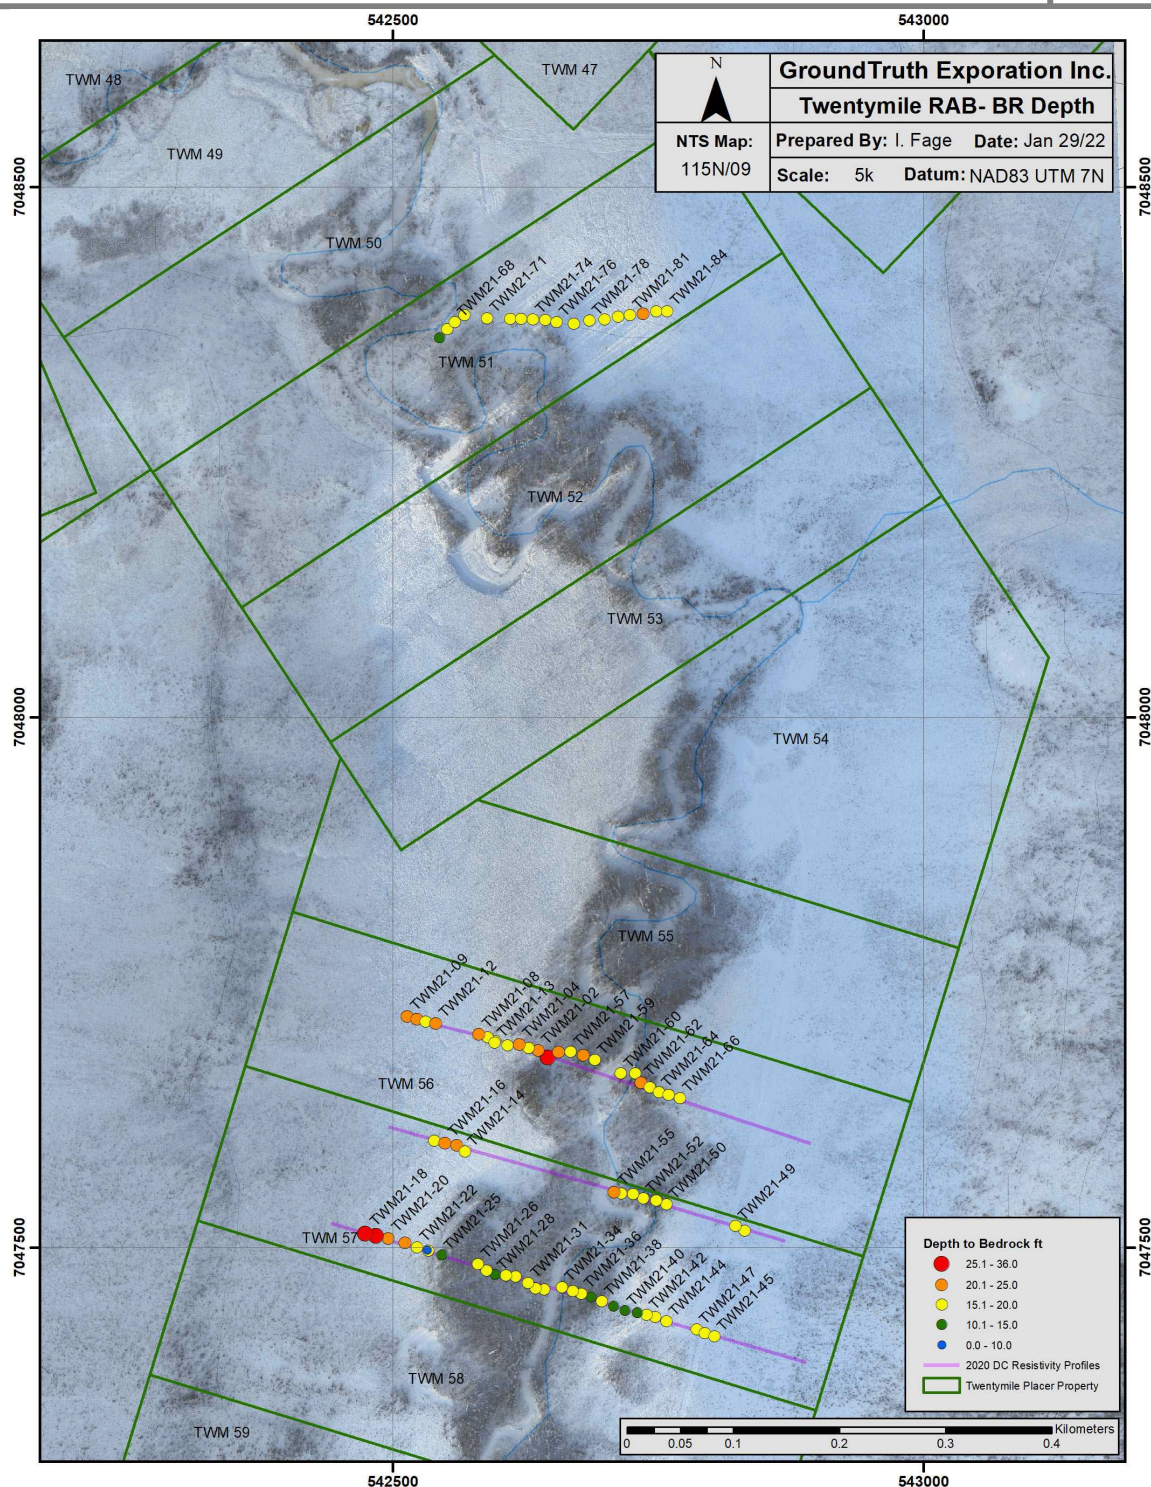 542500
543000
TWM 48
TWM 47
N
GroundTruth Exporation Inc.
Twentymile RAB- BR Depth
NTS Map:
115N/09
Prepared By: I. Fage Date: Jan 29/22
Scale: 5k Datum: NAD83 UTM 7N
TWM 49
7048500
7048500
TWM 50
TWM21-68
TWM21-71
TWM21-74
TWM21-76
TWM21-78
TWM21-81
TWM21-84
TWM 51
TWM 52
TWM 53
7048000
7048000
TWM 54
TWM 55
TWM21-09
TWM21-12
TWM21-08
TWM21-13
TWM21-04
TWM21-02
TWM21-57
TWM21-59
TWM21-60
TWM21-62
TWM21-64
TWM21-66
TWM 56
TWM21-16
TWM21-14
TWM21-55
TWM21-52
TWM21-50
TWM21-49
TWM21-18
TWM21-20
TWM21-22
TWM21-25
TWM21-26
TWM21-28
TWM21-31
TWM21-34
TWM21-36
TWM21-38
TWM21-40
TWM21-42
TWM21-44
TWM21-47
TWM21-45
TWM 57
7047500
7047500
Depth to Bedrock ft
25.1 - 36.0
20.1 - 25.0
15.1 - 20.0
10.1 - 15.0
0.0 - 10.0
2020 DC Resistivity Profiles
Twentymile Placer Property
TWM 58
TWM 59
Kilometers
0 0.05 0.1 0.2 0.3 0.4
542500
543000